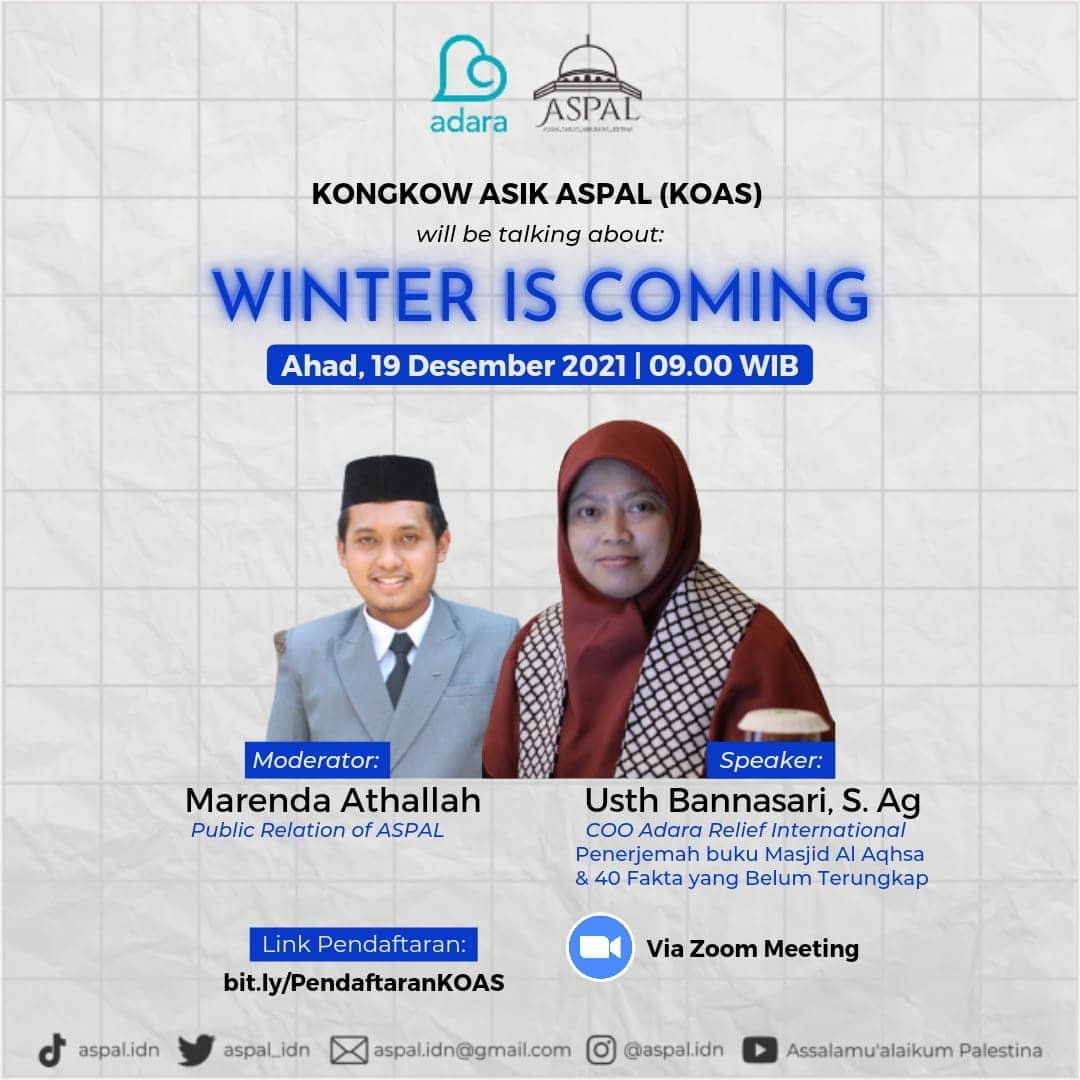 adara
ASPAL
ASSALAMU'ALAIKUM PALESTINA
KONGKOW ASIK ASPAL (KOAS)
will be talking about:
WINTER IS COMING
Ahad, 19 Desember 2021 | 09.00 WIB
Moderator:
Marenda Athallah
Public Relation of ASPAL
Speaker:
Usth Bannasari, S. Ag
COO Adara Relief International
Penerjemah buku Masjid Al Aqhsa
& 40 Fakta yang Belum Terungkap
Link Pendaftaran:
bit.ly/PendaftaranKOAS
Via Zoom Meeting
aspal.idn aspal_idn aspal.idn@gmail.com @aspal.idn Assalamu'alaikum Palestina